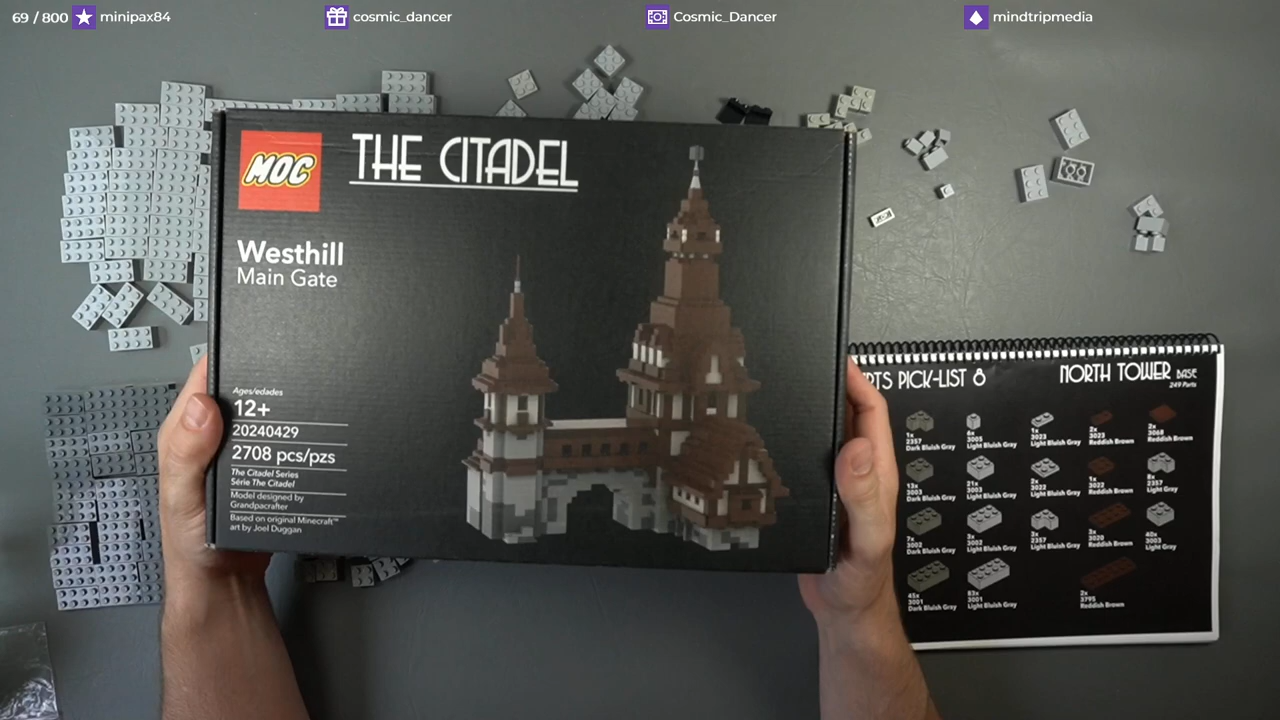 69 / 800
minipax84
cosmic_dancer
Cosmic_Dancer
mindtripmedia
MOC
THE CITADEL
Westhill
Main Gate
Ages/edades
12+
20240429
2708 pcs/pzs
The Citadel Series
Série The Citadel
Model designed by
Grandpacrafter
Based on original Minecraft™
art by Joel Duggan
RTS PICK-LIST 8
NORTH TOWER BASE
249 Parts
1x 2357 Dark Bluish Gray
6x 3005 Light Bluish Gray
1x 3023 Light Bluish Gray
2x 3023 Reddish Brown
2x 3068 Reddish Brown
13x 3003 Dark Bluish Gray
21x 3003 Light Bluish Gray
2x 3022 Light Bluish Gray
1x 3022 Reddish Brown
8x 2357 Light Gray
7x 3002 Dark Bluish Gray
3x 3002 Light Bluish Gray
2x 2357 Light Bluish Gray
3x 3020 Reddish Brown
40x 3003 Light Gray
45x 3001 Dark Bluish Gray
83x 3001 Light Bluish Gray
2x 3795 Reddish Brown